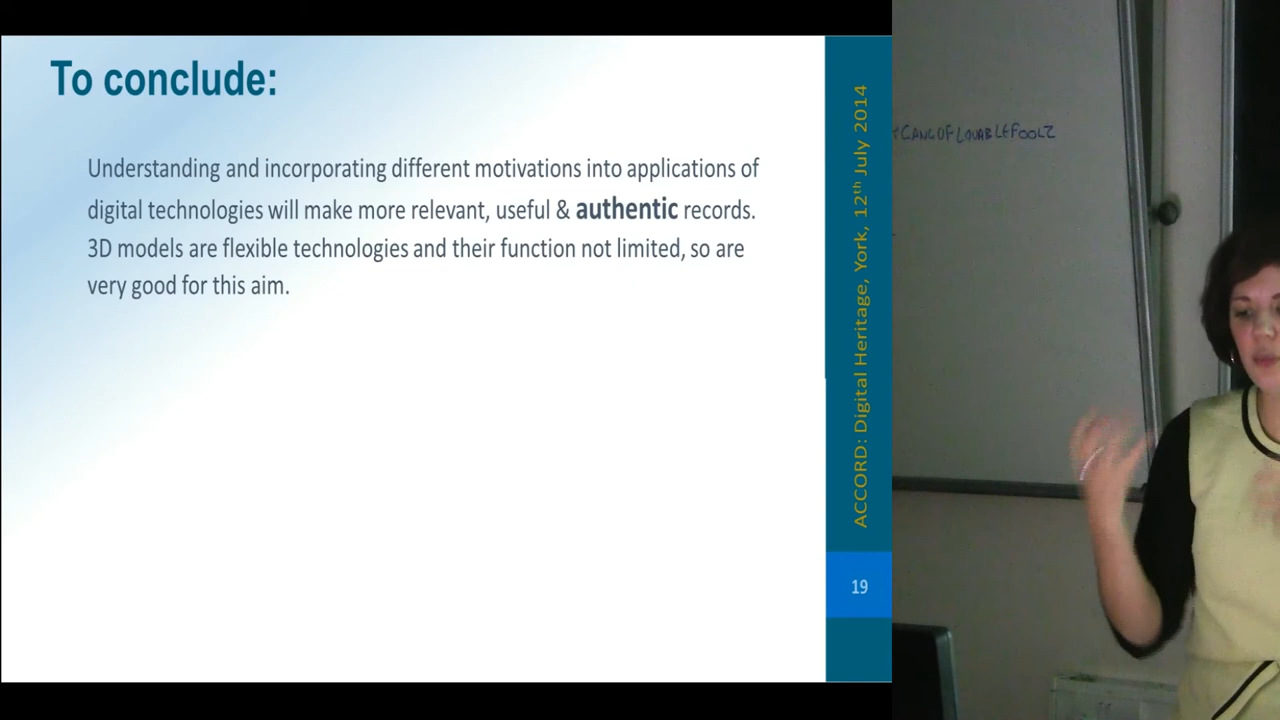 To conclude:
Understanding and incorporating different motivations into applications of
digital technologies will make more relevant, useful & authentic records.
3D models are flexible technologies and their function not limited, so are
very good for this aim.
ACCORD: Digital Heritage, York, 12th July 2014
19